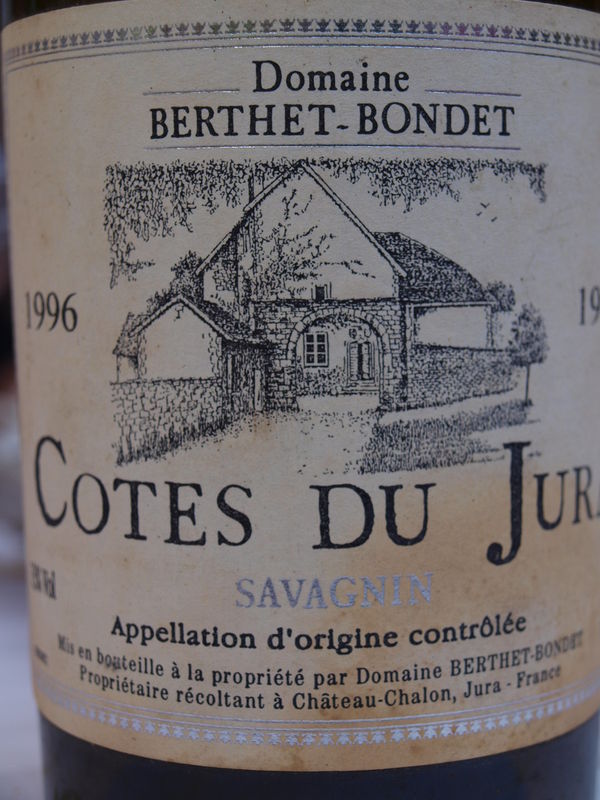 Domaine
BERTHET-BONDET
1996
COTES DU JURA
SAVAGNIN
Appellation d'origine contrôlée
Mis en bouteille à la propriété par Domaine BERTHET-BONDET
Propriétaire récoltant à Château-Chalon, Jura - France